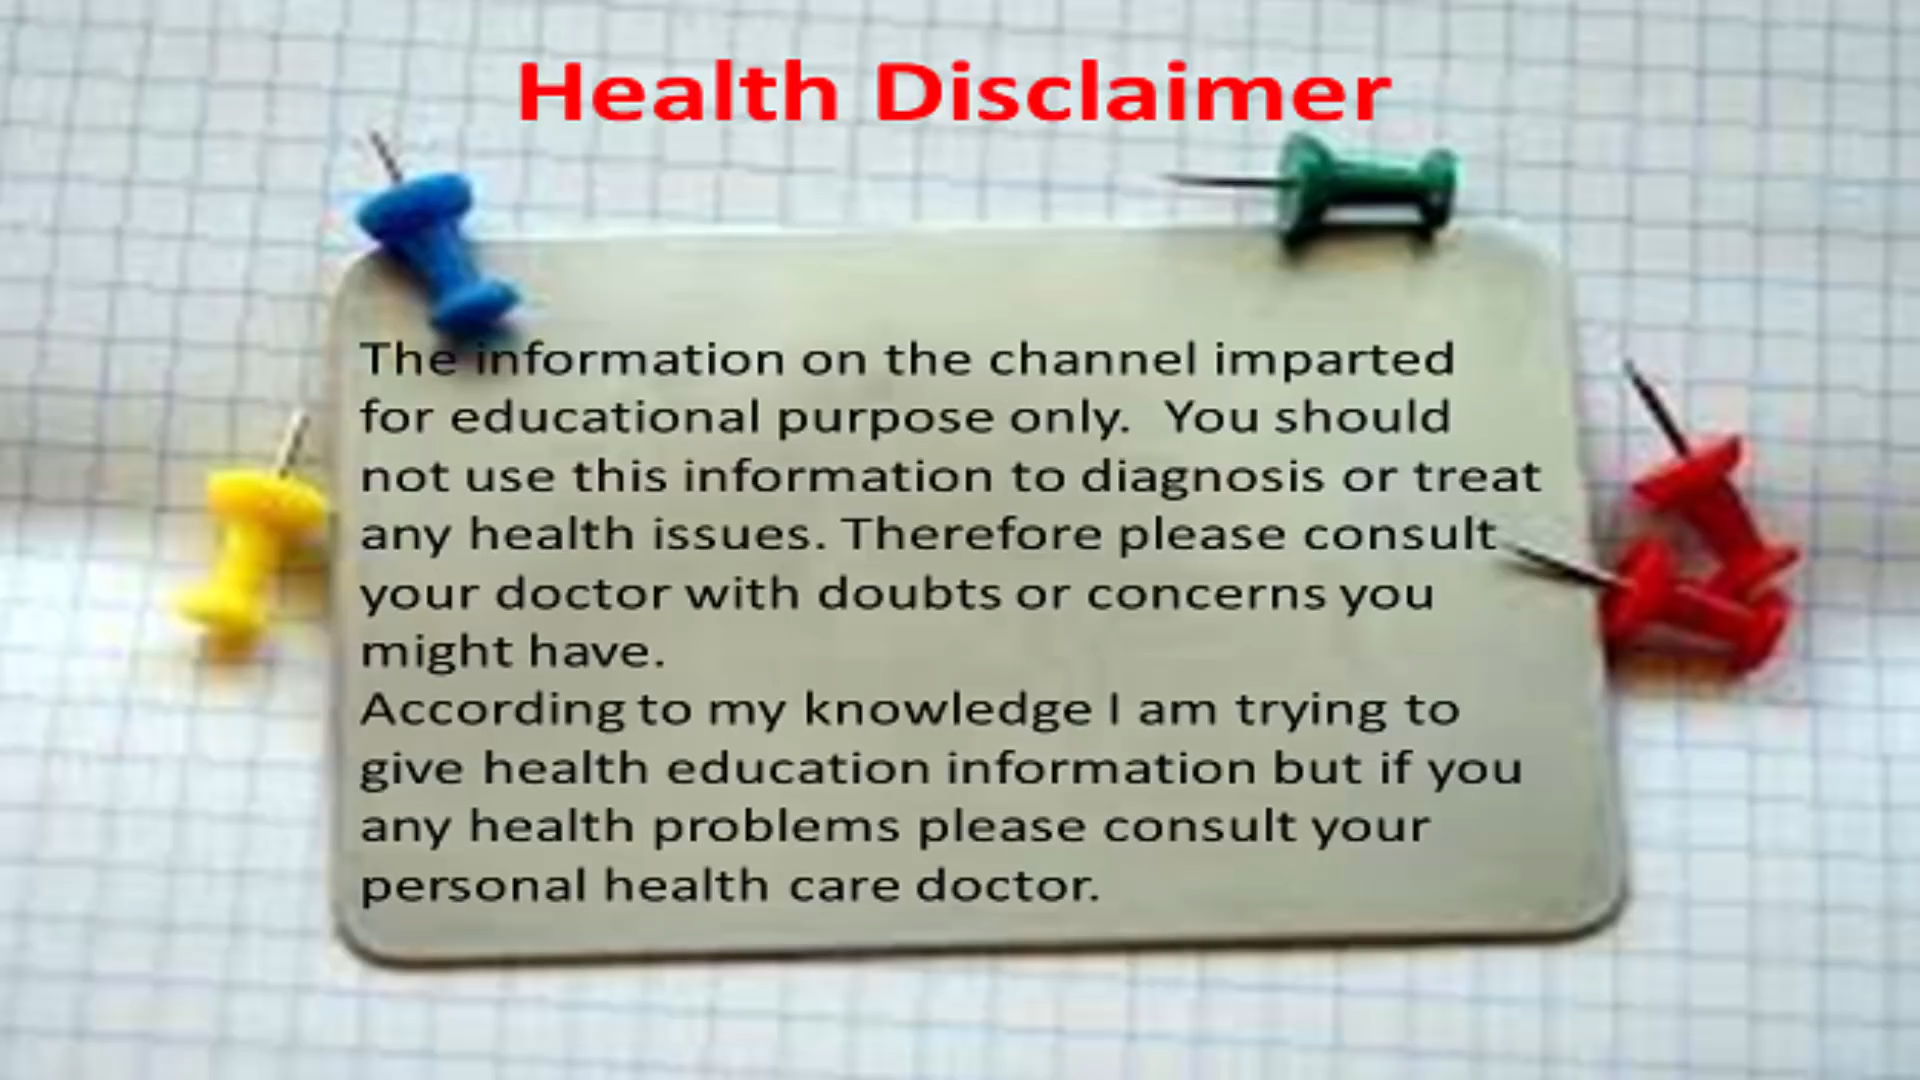 Health Disclaimer
The information on the channel imparted
for educational purpose only.  You should
not use this information to diagnosis or treat
any health issues. Therefore please consult
your doctor with doubts or concerns you
might have.
According to my knowledge I am trying to
give health education information but if you
any health problems please consult your
personal health care doctor.